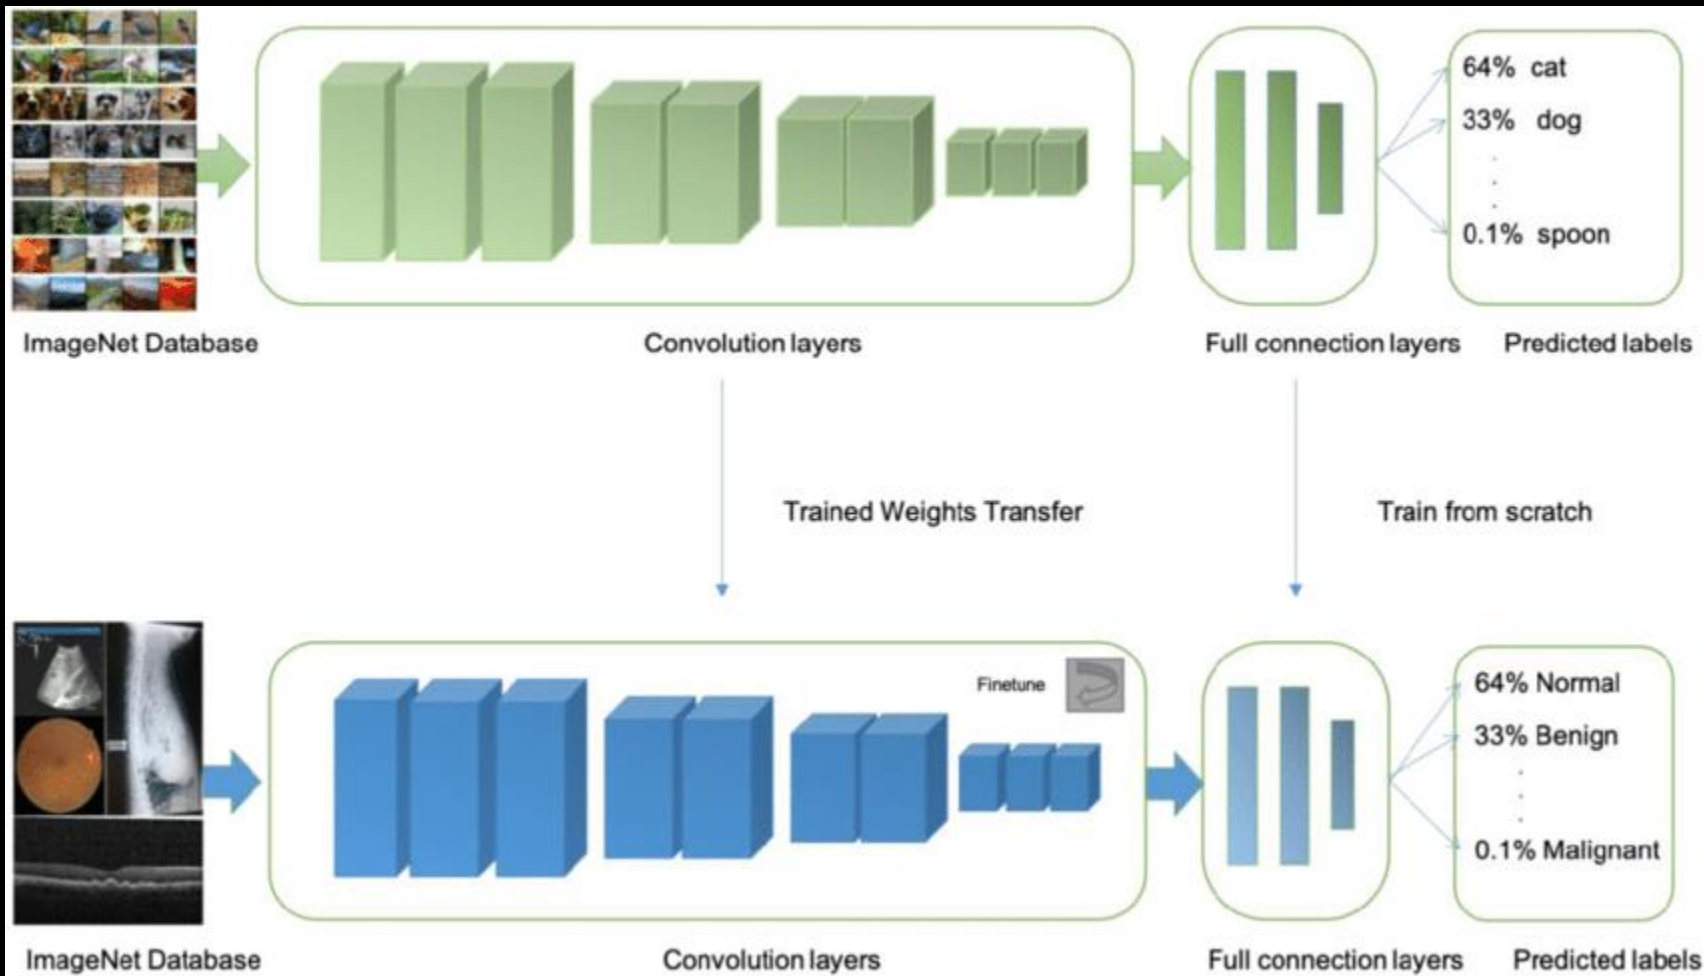 64% cat
33% dog
.
.
.
0.1% spoon
ImageNet Database
Convolution layers
Full connection layers
Predicted labels
Trained Weights Transfer
Train from scratch
Finetune
64% Normal
33% Benign
.
.
.
0.1% Malignant
ImageNet Database
Convolution layers
Full connection layers
Predicted labels